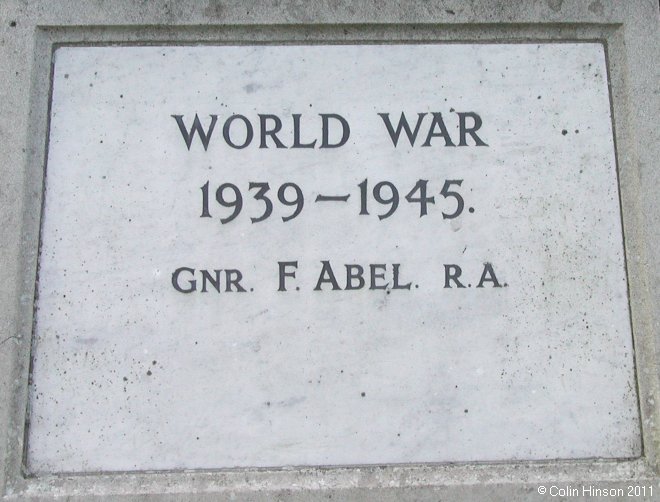 WORLD WAR
1939-1945.
GNR. F. ABEL. R.A.
© Colin Hinson 2011